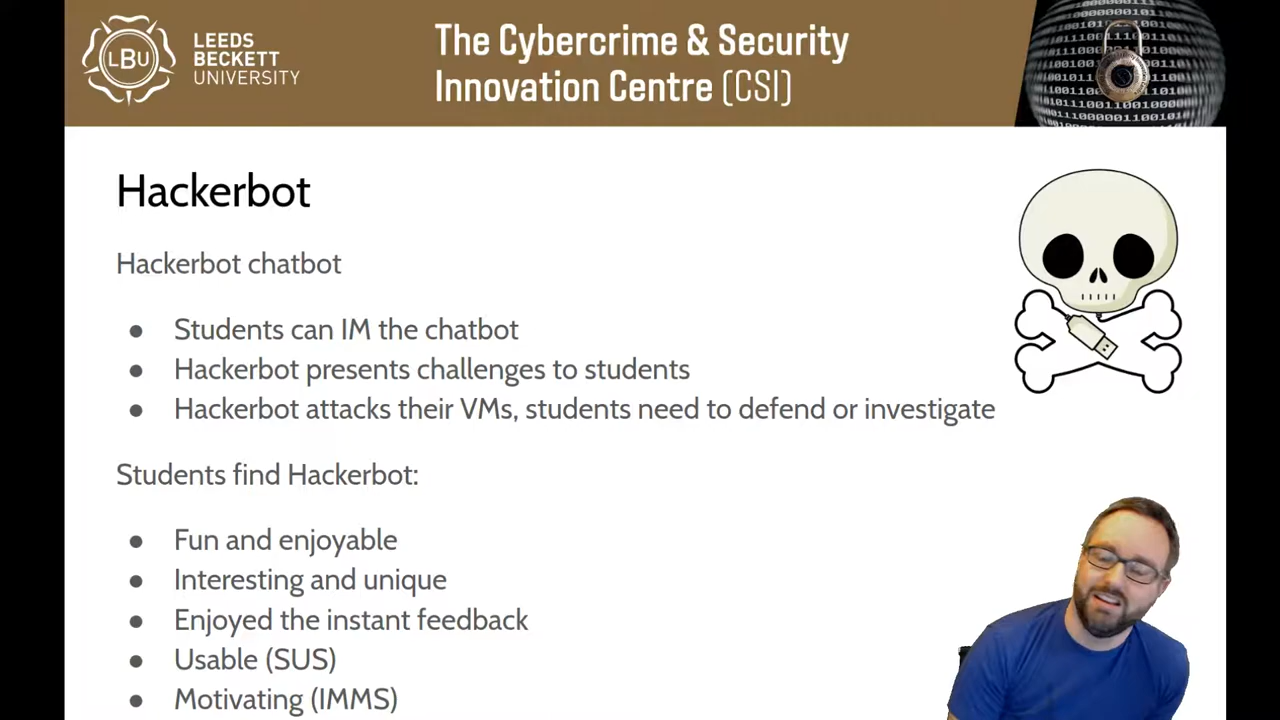 LBU
LEEDS
BECKETT
UNIVERSITY
The Cybercrime & Security
Innovation Centre (CSI)
Hackerbot
Hackerbot chatbot
● Students can IM the chatbot
● Hackerbot presents challenges to students
● Hackerbot attacks their VMs, students need to defend or investigate
Students find Hackerbot:
● Fun and enjoyable
● Interesting and unique
● Enjoyed the instant feedback
● Usable (SUS)
● Motivating (IMMS)